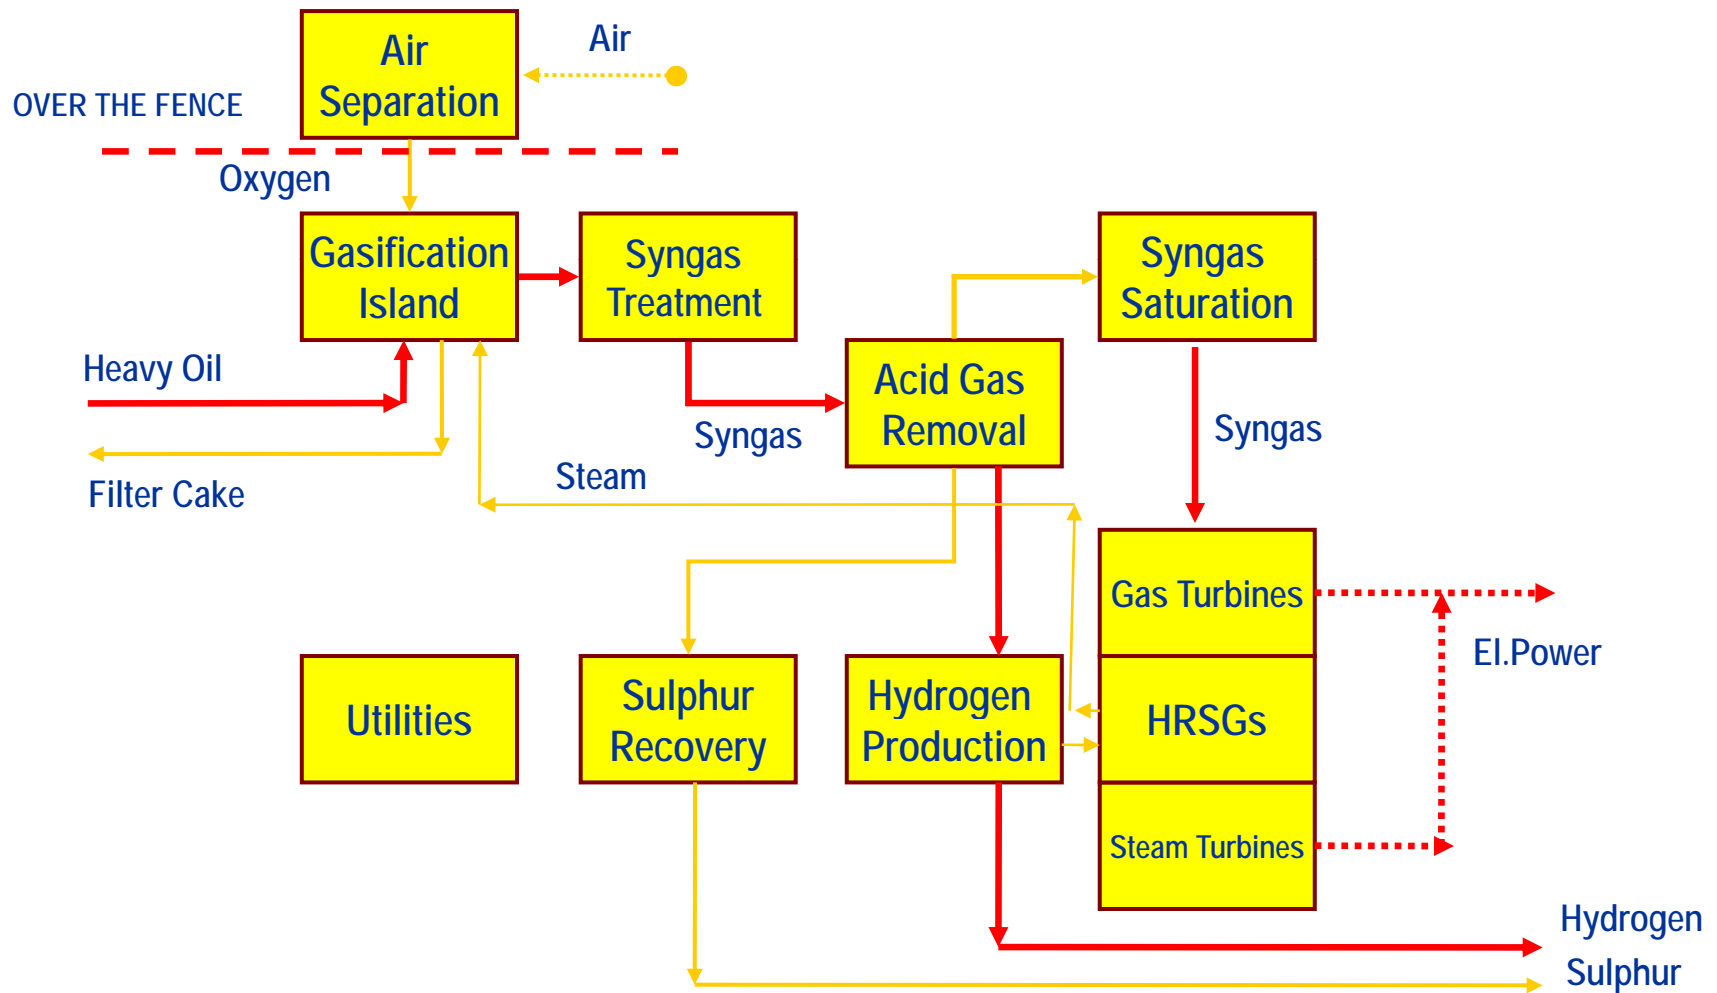 Air
Separation
Air
OVER THE FENCE
Oxygen
Gasification
Island
Syngas
Treatment
Syngas
Saturation
Heavy Oil
Acid Gas
Removal
Syngas
Syngas
Filter Cake
Steam
Gas Turbines
El.Power
Utilities
Sulphur
Recovery
Hydrogen
Production
HRSGs
Steam Turbines
Hydrogen
Sulphur